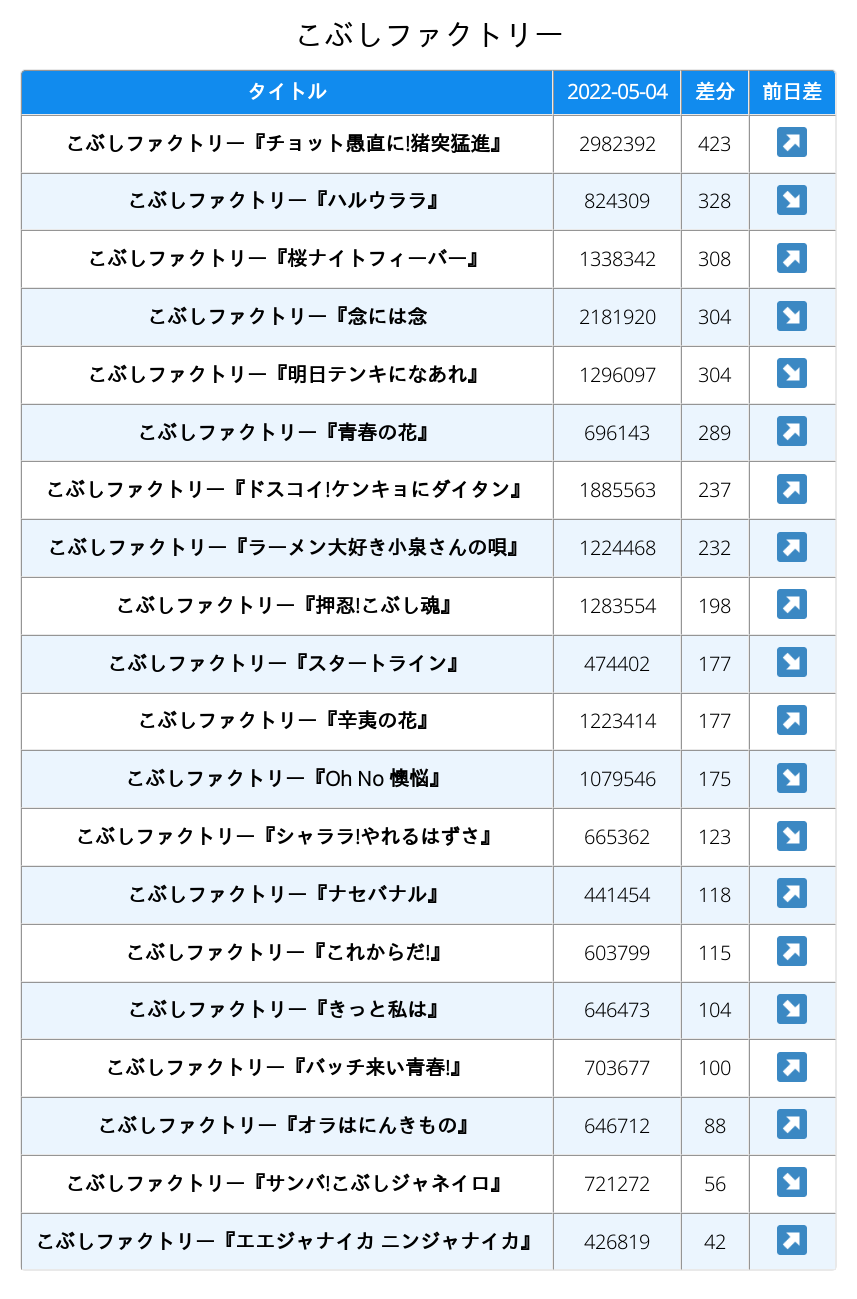 こぶしファクトリー
タイトル 2022-05-04 差分 前日差
こぶしファクトリー『チョット愚直に!猪突猛進』 2982392 423 ↗
こぶしファクトリー『ハルウララ』 824309 328 ↘
こぶしファクトリー『桜ナイトフィーバー』 1338342 308 ↗
こぶしファクトリー『念には念 2181920 304 ↘
こぶしファクトリー『明日テンキになあれ』 1296097 304 ↘
こぶしファクトリー『青春の花』 696143 289 ↗
こぶしファクトリー『ドスコイ!ケンキョにダイタン』 1885563 237 ↗
こぶしファクトリー『ラーメン大好き小泉さんの唄』 1224468 232 ↗
こぶしファクトリー『押忍!こぶし魂』 1283554 198 ↗
こぶしファクトリー『スタートライン』 474402 177 ↘
こぶしファクトリー『辛夷の花』 1223414 177 ↗
こぶしファクトリー『Oh No 懊悩』 1079546 175 ↘
こぶしファクトリー『シャララ!やれるはずさ』 665362 123 ↘
こぶしファクトリー『ナセバナル』 441454 118 ↗
こぶしファクトリー『これからだ!』 603799 115 ↗
こぶしファクトリー『きっと私は』 646473 104 ↘
こぶしファクトリー『バッチ来い青春!』 703677 100 ↗
こぶしファクトリー『オラはにんきもの』 646712 88 ↗
こぶしファクトリー『サンバ!こぶしジャネイロ』 721272 56 ↘
こぶしファクトリー『エエジャナイカ ニンジャナイカ』 426819 42 ↗